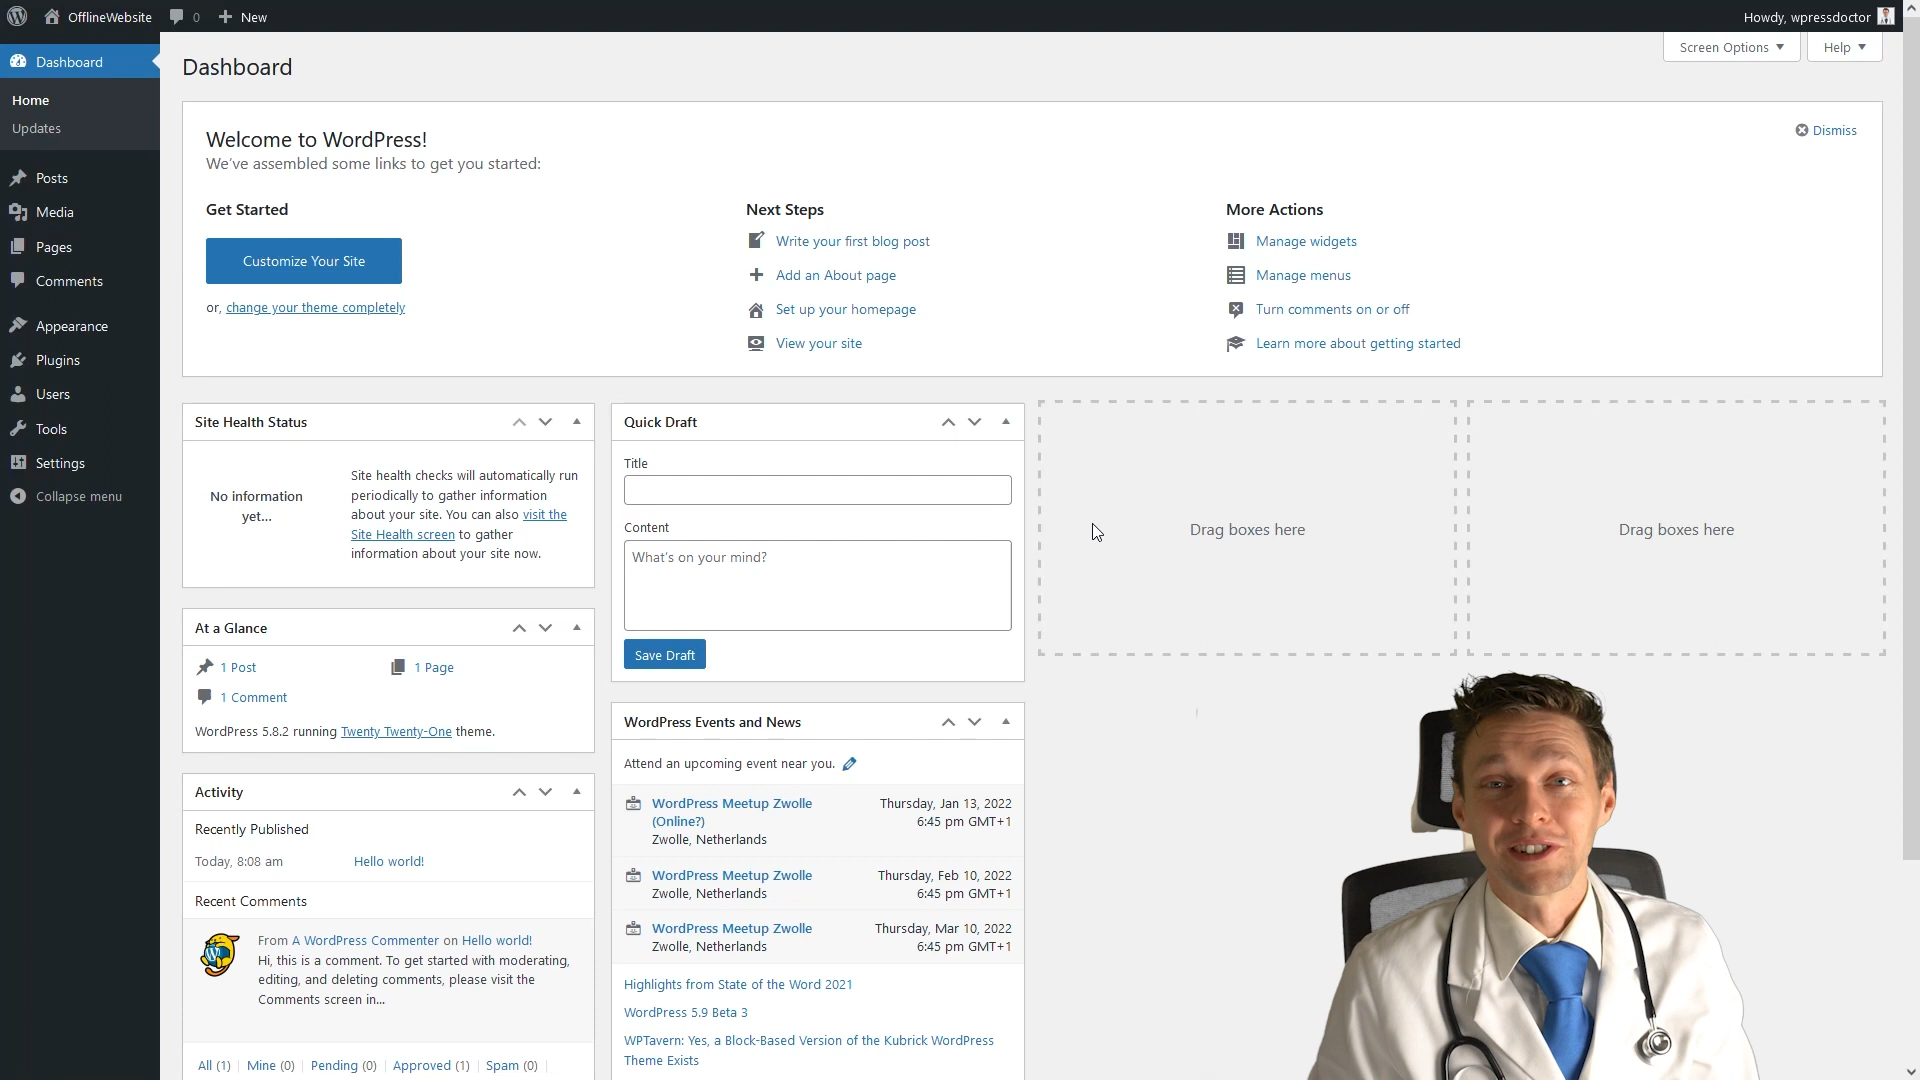 OfflineWebsite 0 New Howdy, wpressdoctor
Screen Options Help
Dashboard
Home
Updates
Posts
Media
Pages
Comments
Appearance
Plugins
Users
Tools
Settings
Collapse menu
Dashboard
Welcome to WordPress!
We've assembled some links to get you started:
Dismiss
Get Started
Customize Your Site
or, change your theme completely
Next Steps
Write your first blog post
Add an About page
Set up your homepage
View your site
More Actions
Manage widgets
Manage menus
Turn comments on or off
Learn more about getting started
Site Health Status
No information
yet...
Site health checks will automatically run
periodically to gather information
about your site. You can also visit the
Site Health screen to gather
information about your site now.
At a Glance
1 Post 1 Page
1 Comment
WordPress 5.8.2 running Twenty Twenty-One theme.
Activity
Recently Published
Today, 8:08 am Hello world!
Recent Comments
From A WordPress Commenter on Hello world!
Hi, this is a comment. To get started with moderating,
editing, and deleting comments, please visit the
Comments screen in...
All (1) Mine (0) Pending (0) Approved (1) Spam (0)
Quick Draft
Title
Content
What's on your mind?
Save Draft
WordPress Events and News
Attend an upcoming event near you.
WordPress Meetup Zwolle Thursday, Jan 13, 2022
(Online?) 6:45 pm GMT+1
Zwolle, Netherlands
WordPress Meetup Zwolle Thursday, Feb 10, 2022
Zwolle, Netherlands 6:45 pm GMT+1
WordPress Meetup Zwolle Thursday, Mar 10, 2022
Zwolle, Netherlands 6:45 pm GMT+1
Highlights from State of the Word 2021
WordPress 5.9 Beta 3
WPTavern: Yes, a Block-Based Version of the Kubrick WordPress
Theme Exists
Drag boxes here
Drag boxes here